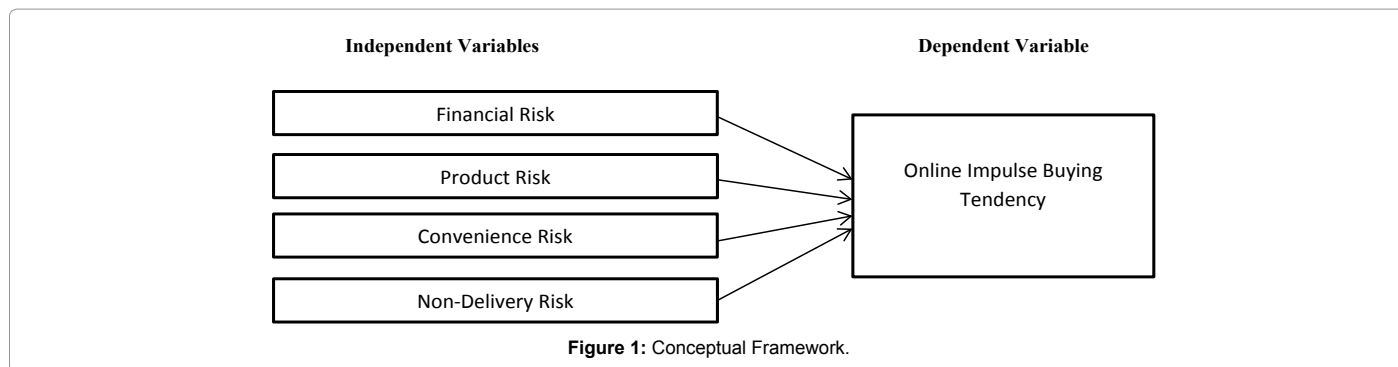 Independent Variables
Dependent Variable
Financial Risk
Product Risk
Convenience Risk
Non-Delivery Risk
Online Impulse Buying
Tendency
Figure 1: Conceptual Framework.